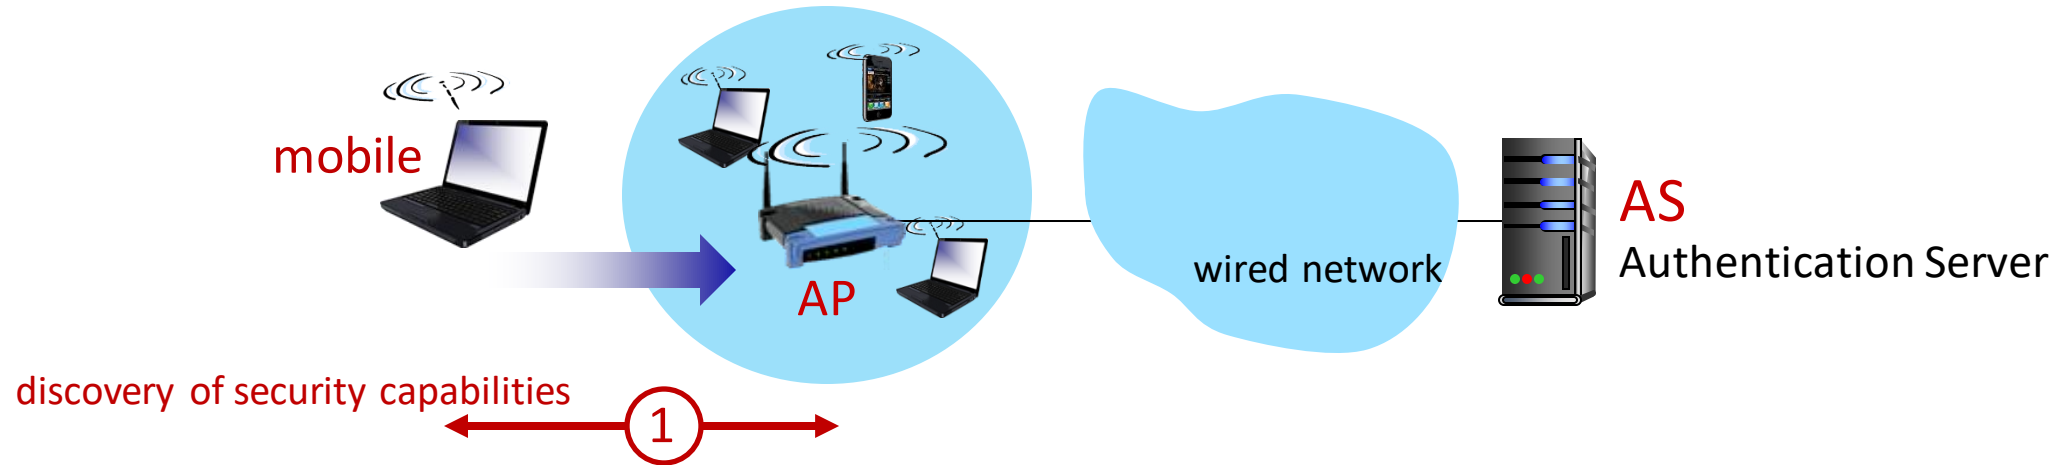 mobile
AP
wired network
AS
Authentication Server
discovery of security capabilities
1